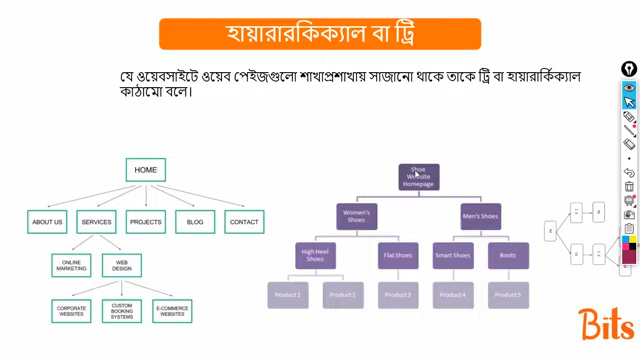 হায়ারারকিক্যাল বা ট্রি
যে ওয়েবসাইটে ওয়েব পেইজগুলো শাখাপ্রশাখায় সাজানো থাকে তাকে ট্রি বা হায়ারার্কিক্যাল
কাঠামো বলে।
HOME
ABOUT US
SERVICES
PROJECTS
BLOG
CONTACT
ONLINE
MARKETING
WEB
DESIGN
CORPORATE
WEBSITES
CUSTOM
BOOKING
SYSTEMS
E-COMMERCE
WEBSITES
Shoe
Website
Homepage
Women's
Shoes
Men's Shoes
High Heel
Shoes
Flat Shoes
Smart Shoes
Boots
Product 1
Product 2
Product 3
Product 4
Product 5
Bits